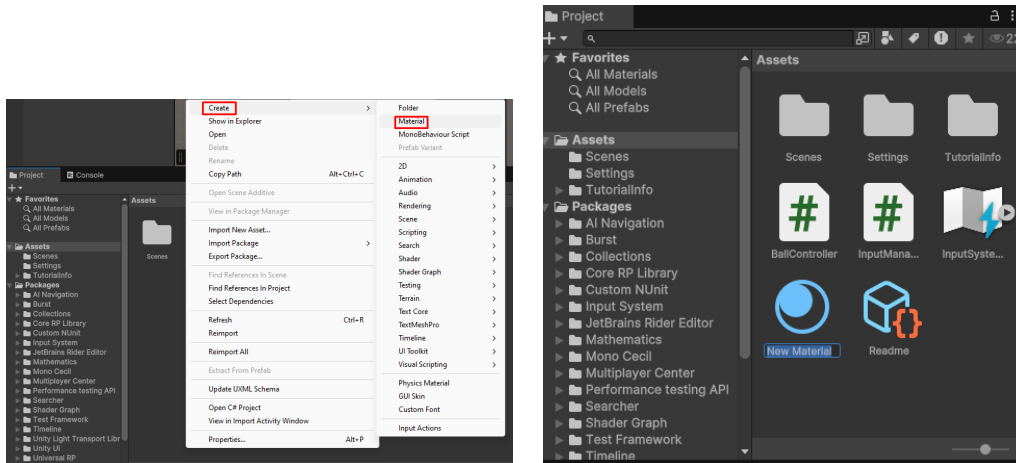 Project
Console
Favorites
All Materials
All Models
All Prefabs
Assets
Scenes
Settings
TutorialInfo
Packages
AI Navigation
Burst
Collections
Core RP Library
Custom NUnit
Input System
JetBrains Rider Editor
Mathematics
Mono Cecil
Multiplayer Center
Performance testing API
Searcher
Shader Graph
Test Framework
Timeline
Unity Light Transport Libr
Unity UI
Universal RP
Assets
Scenes
Create
Show in Explorer
Open
Delete
Rename
Copy Path Alt+Ctrl+C
Open Scene Additive
View in Package Manager
Import New Asset...
Import Package
Export Package...
Find References In Scene
Find References In Project
Select Dependencies
Refresh Ctrl+R
Reimport
Reimport All
Extract From Prefab
Update UXML Schema
Open C# Project
View in Import Activity Window
Properties... Alt+P
Folder
Material
MonoBehaviour Script
Prefab Variant
2D
Animation
Audio
Rendering
Scene
Scripting
Search
Shader
Shader Graph
Testing
Terrain
Text Core
TextMeshPro
Timeline
UI Toolkit
Visual Scripting
Physics Material
GUI Skin
Custom Font
Input Actions
Project
Favorites
All Materials
All Models
All Prefabs
Assets
Scenes
Settings
TutorialInfo
Packages
AI Navigation
Burst
Collections
Core RP Library
Custom NUnit
Input System
JetBrains Rider Editor
Mathematics
Mono Cecil
Multiplayer Center
Performance testing API
Searcher
Shader Graph
Test Framework
Timeline
Assets
Scenes Settings TutorialInfo
BallController InputMana... InputSyste...
New Material Readme